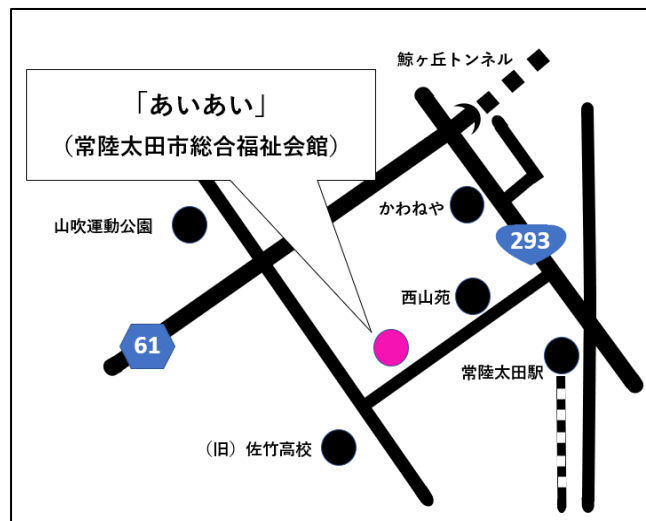 鯨ヶ丘トンネル
「あいあい」
（常陸太田市総合福祉会館）
かわねや
山吹運動公園
293
西山苑
61
常陸太田駅
（旧）佐竹高校